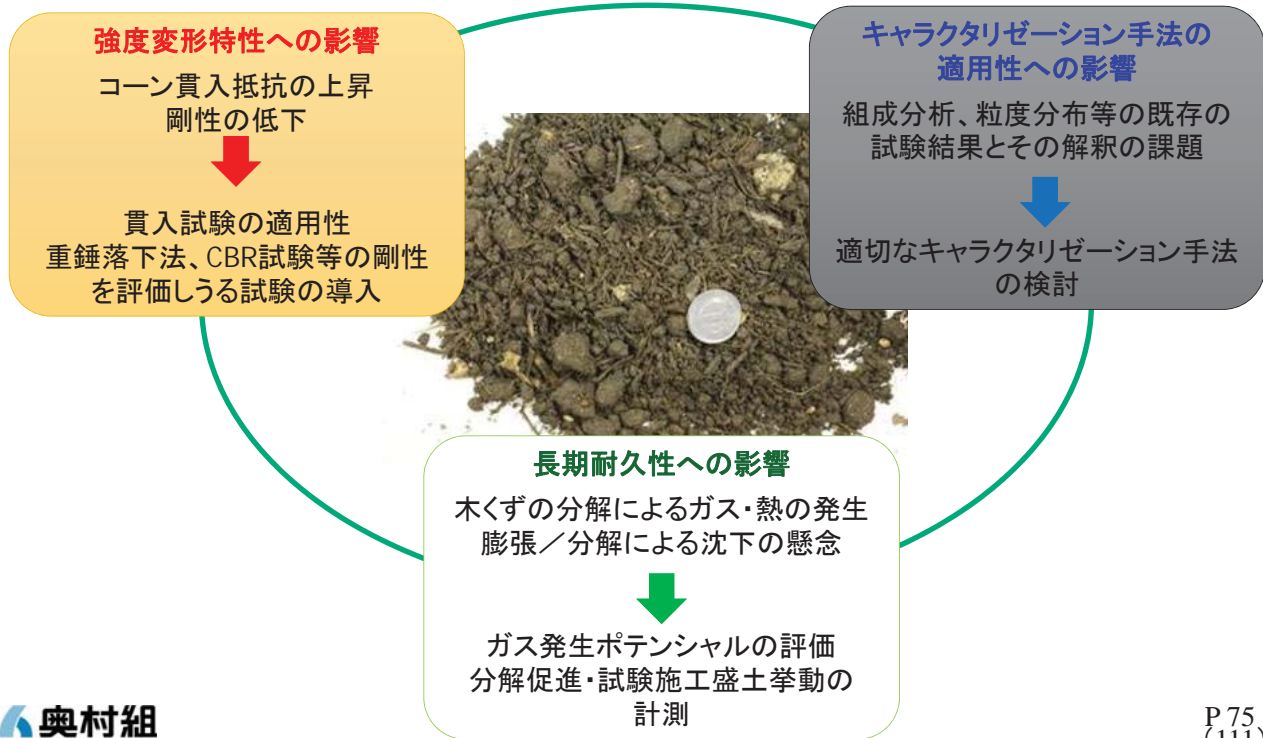 強度変形特性への影響
コーン貫入抵抗の上昇
剛性の低下
貫入試験の適用性
重錘落下法、CBR試験等の剛性
を評価しうる試験の導入
キャラクタリゼーション手法の
適用性への影響
組成分析、粒度分布等の既存の
試験結果とその解釈の課題
適切なキャラクタリゼーション手法
の検討
長期耐久性への影響
木くずの分解によるガス・熱の発生
膨張／分解による沈下の懸念
ガス発生ポテンシャルの評価
分解促進・試験施工盛土挙動の
計測
奥村組
P 75
(111)